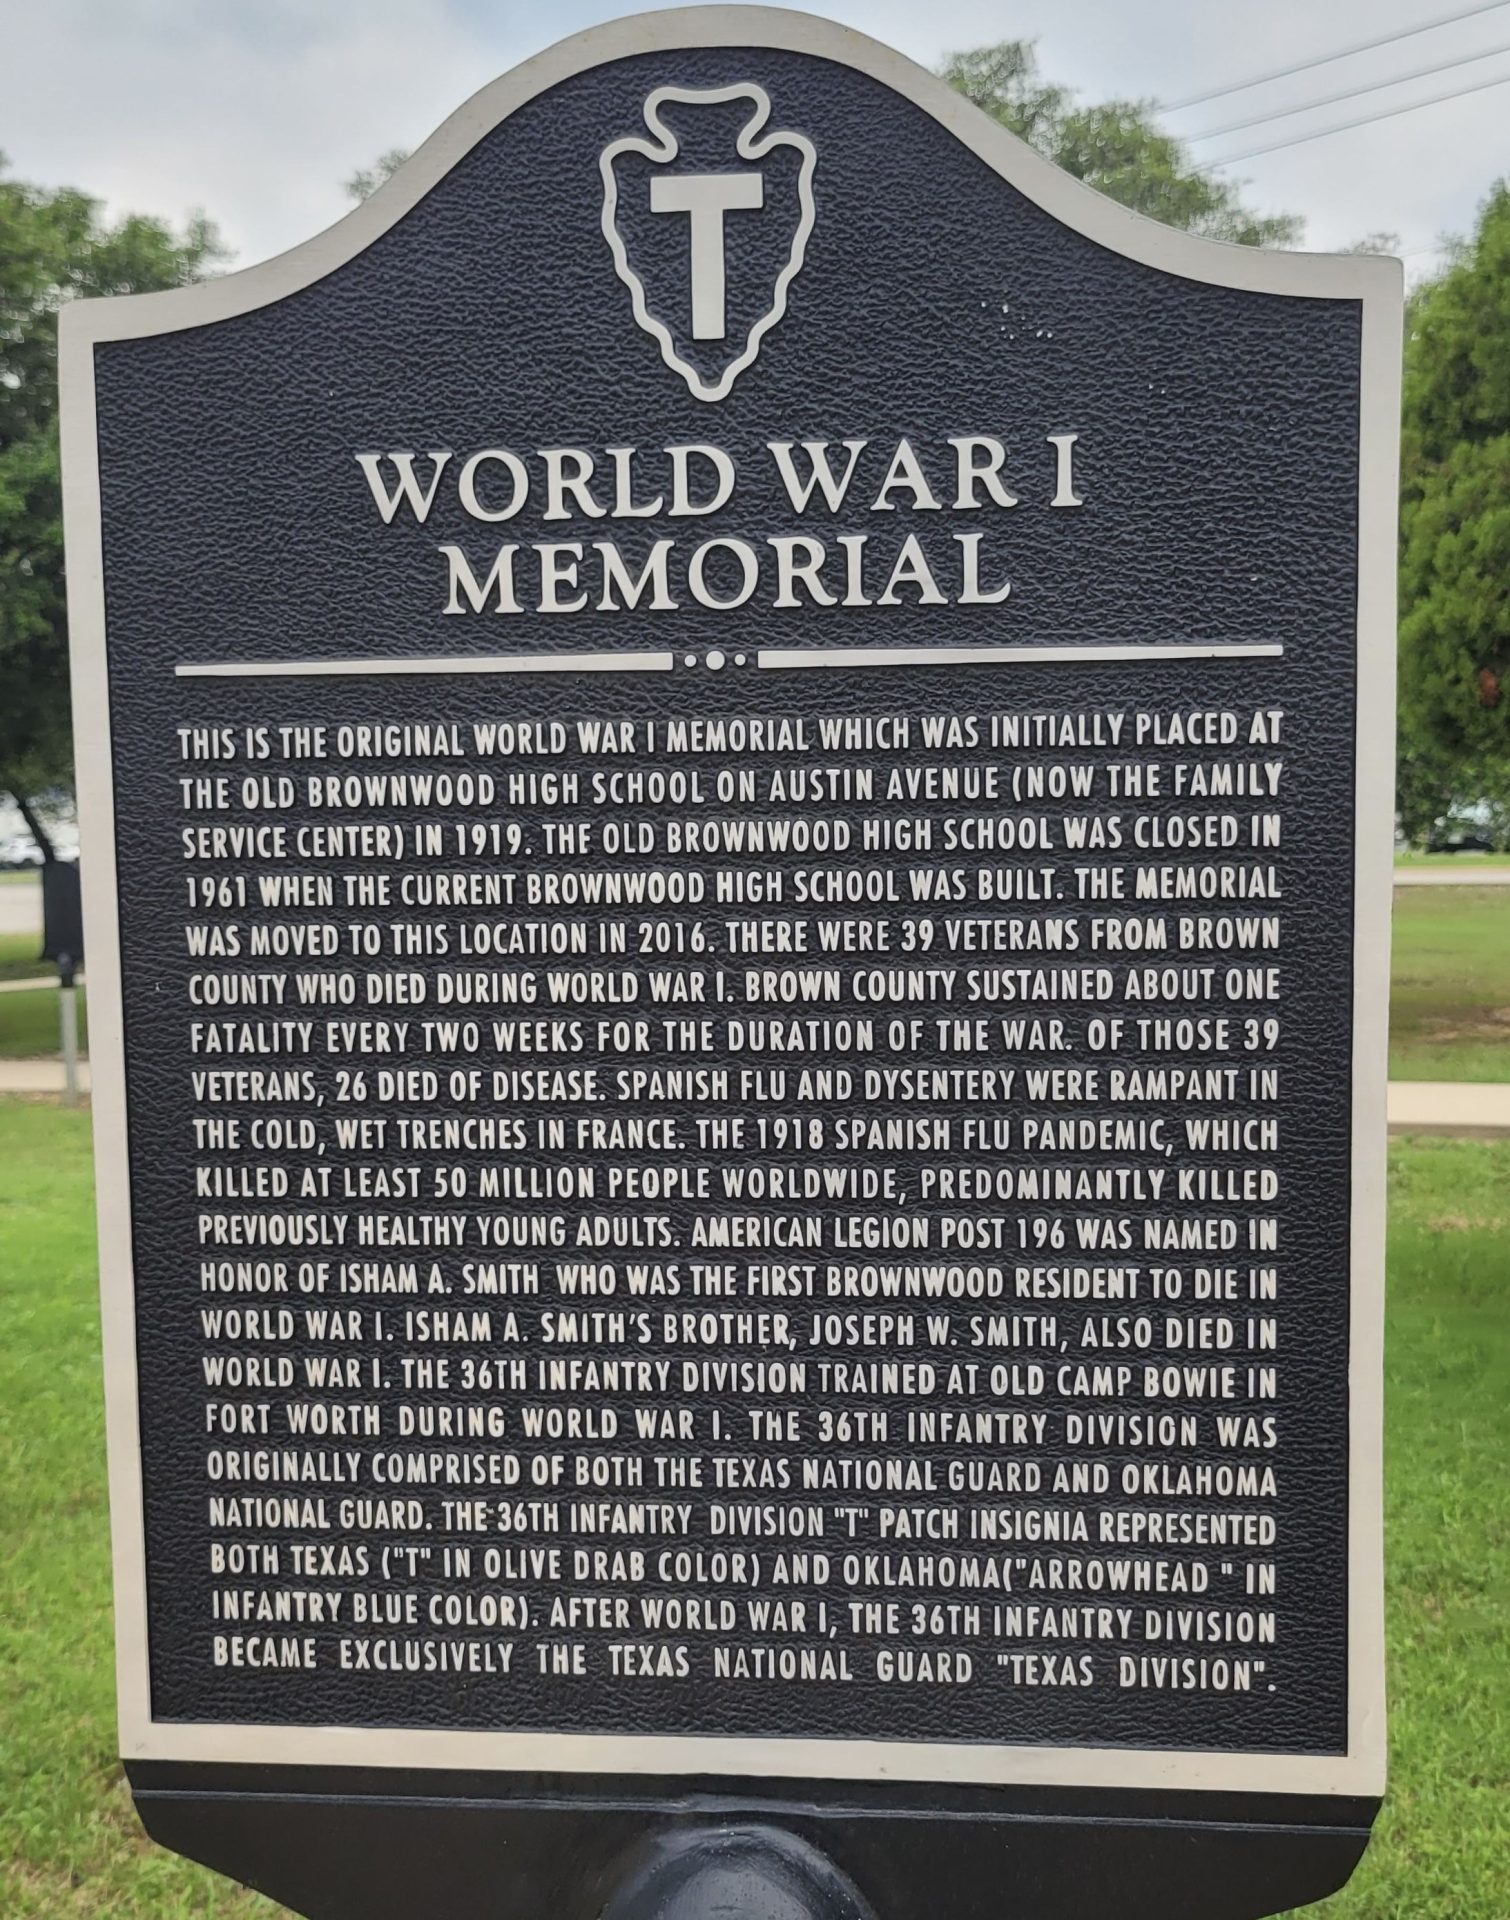 T
WORLD WAR I
MEMORIAL
THIS IS THE ORIGINAL WORLD WAR I MEMORIAL WHICH WAS INITIALLY PLACED AT
THE OLD BROWNWOOD HIGH SCHOOL ON AUSTIN AVENUE (NOW THE FAMILY
SERVICE CENTER) IN 1919. THE OLD BROWNWOOD HIGH SCHOOL WAS CLOSED IN
1961 WHEN THE CURRENT BROWNWOOD HIGH SCHOOL WAS BUILT. THE MEMORIAL
WAS MOVED TO THIS LOCATION IN 2016. THERE WERE 39 VETERANS FROM BROWN
COUNTY WHO DIED DURING WORLD WAR I. BROWN COUNTY SUSTAINED ABOUT ONE
FATALITY EVERY TWO WEEKS FOR THE DURATION OF THE WAR. OF THOSE 39
VETERANS, 26 DIED OF DISEASE. SPANISH FLU AND DYSENTERY WERE RAMPANT IN
THE COLD, WET TRENCHES IN FRANCE. THE 1918 SPANISH FLU PANDEMIC, WHICH
KILLED AT LEAST 50 MILLION PEOPLE WORLDWIDE, PREDOMINANTLY KILLED
PREVIOUSLY HEALTHY YOUNG ADULTS. AMERICAN LEGION POST 196 WAS NAMED IN
HONOR OF ISHAM A. SMITH WHO WAS THE FIRST BROWNWOOD RESIDENT TO DIE IN
WORLD WAR I. ISHAM A. SMITH'S BROTHER, JOSEPH W. SMITH, ALSO DIED IN
WORLD WAR I. THE 36TH INFANTRY DIVISION TRAINED AT OLD CAMP BOWIE IN
FORT WORTH DURING WORLD WAR I. THE 36TH INFANTRY DIVISION WAS
ORIGINALLY COMPRISED OF BOTH THE TEXAS NATIONAL GUARD AND OKLAHOMA
NATIONAL GUARD. THE 36TH INFANTRY DIVISION "T" PATCH INSIGNIA REPRESENTED
BOTH TEXAS ("T" IN OLIVE DRAB COLOR) AND OKLAHOMA("ARROWHEAD " IN
INFANTRY BLUE COLOR). AFTER WORLD WAR I, THE 36TH INFANTRY DIVISION
BECAME EXCLUSIVELY THE TEXAS NATIONAL GUARD "TEXAS DIVISION".